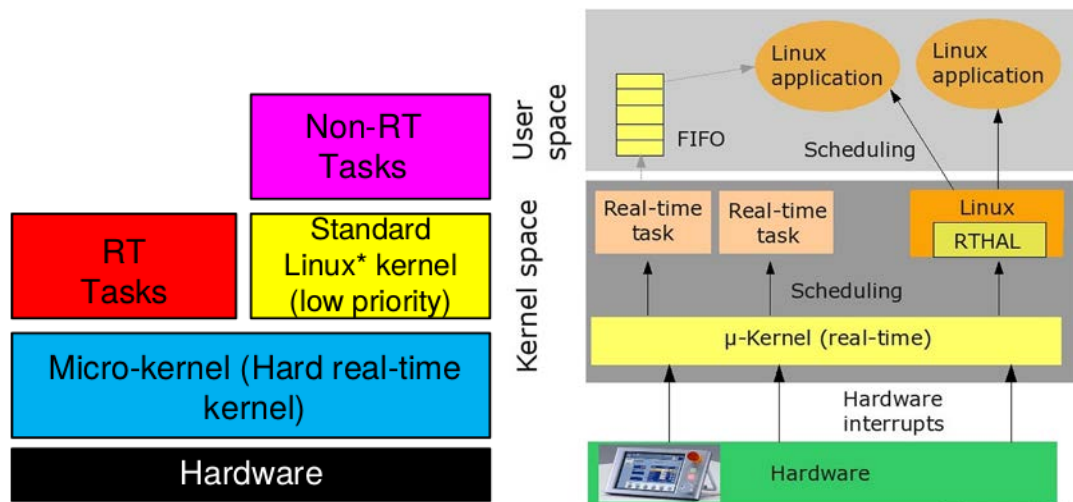 Non-RT
Tasks
RT
Tasks
Standard
Linux* kernel
(low priority)
Micro-kernel (Hard real-time
kernel)
Hardware
User
space
Kernel space
Linux
application
Linux
application
FIFO
Scheduling
Real-time
task
Real-time
task
Linux
RTHAL
Scheduling
µ-Kernel (real-time)
Hardware
interrupts
Hardware